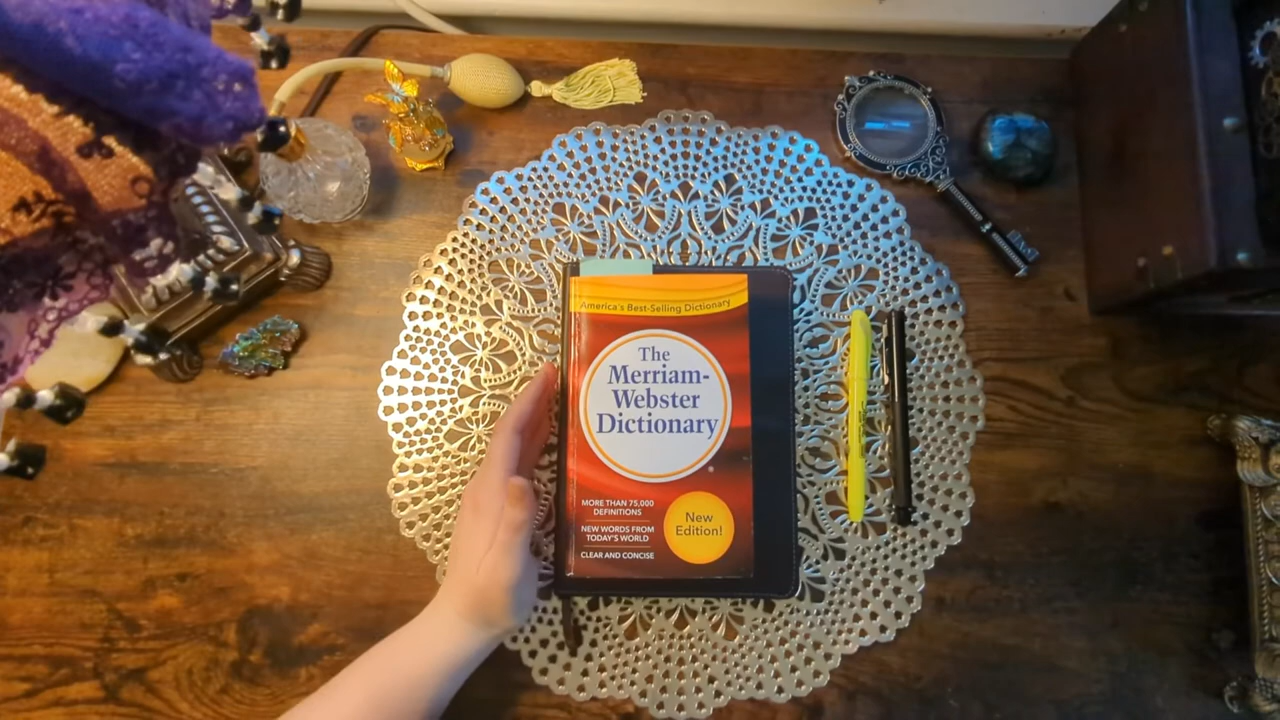 America's Best-Selling Dictionary
The
Merriam-
Webster
Dictionary
MORE THAN 75,000
DEFINITIONS
NEW WORDS FROM
TODAY'S WORLD
CLEAR AND CONCISE
New
Edition!